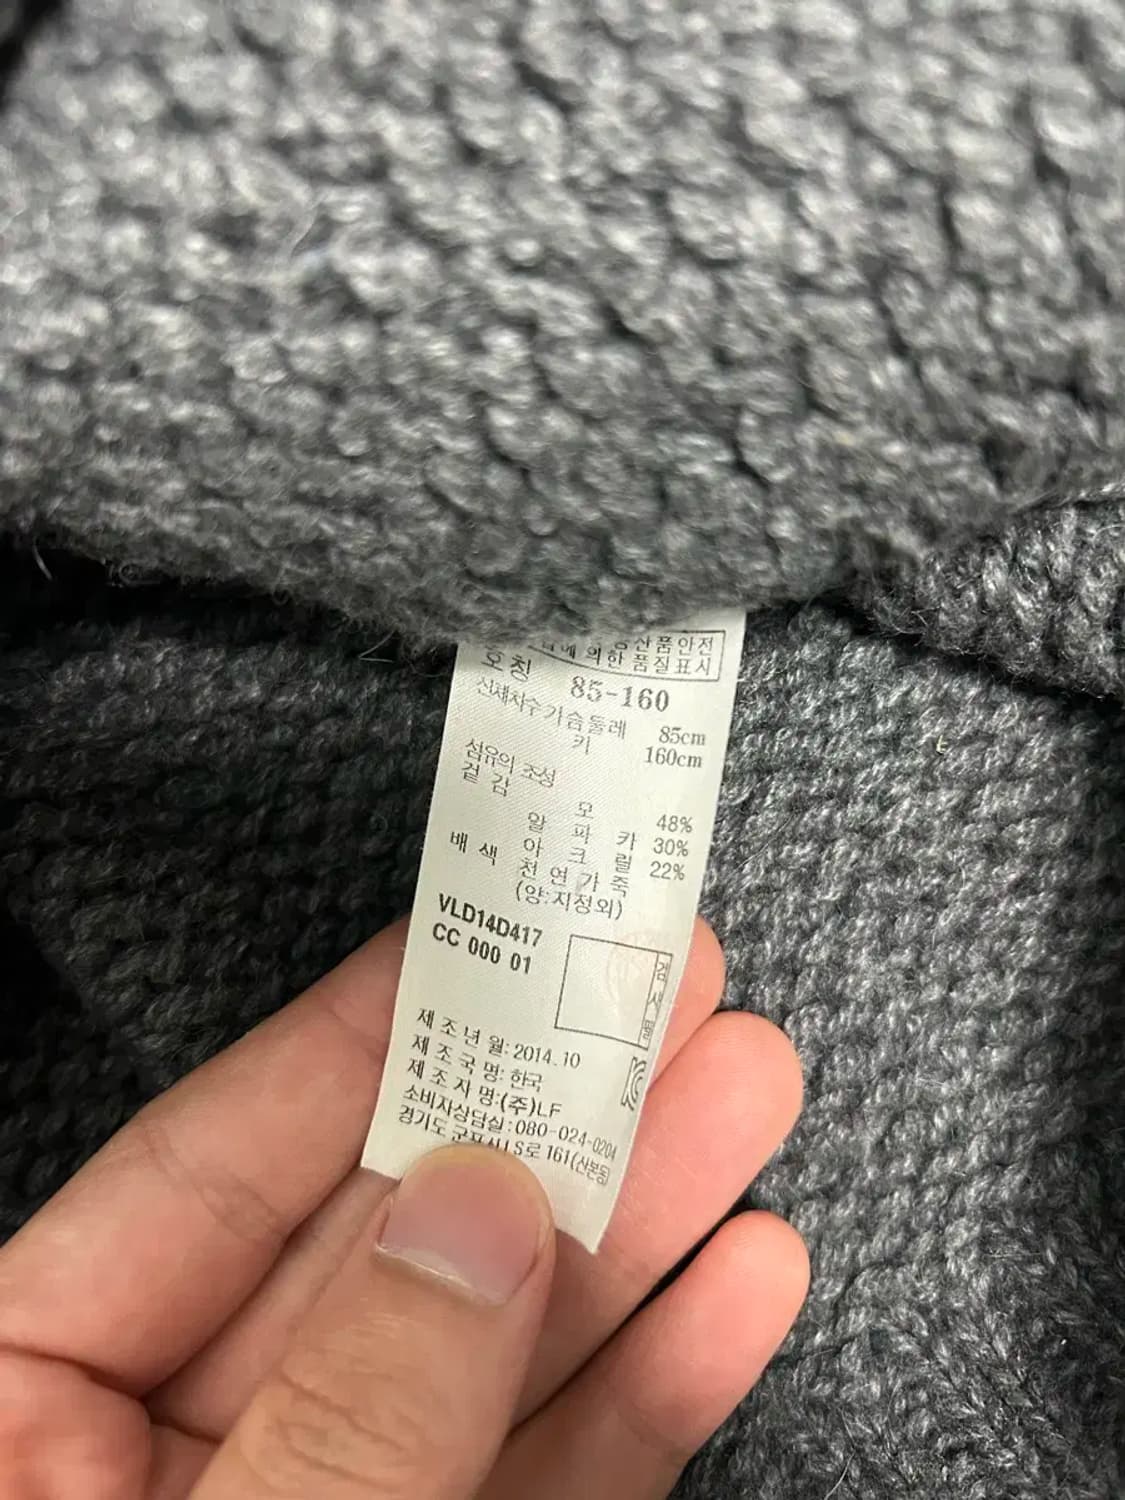 산품안전
의한 품질표시
호칭 85-160
신체치수 가슴둘레 85cm
키 160cm
섬유의 조성
겉감
모 48%
알파카 30%
아크릴 22%
배색 천연가죽
(양:지정외)
VLD14D417
CC 000 01
검사필
제조년월: 2014.10
제조국명: 한국
제조자명:(주)LF
소비자상담실:080-024-0204
경기도 군포시 LS로 161(산본동